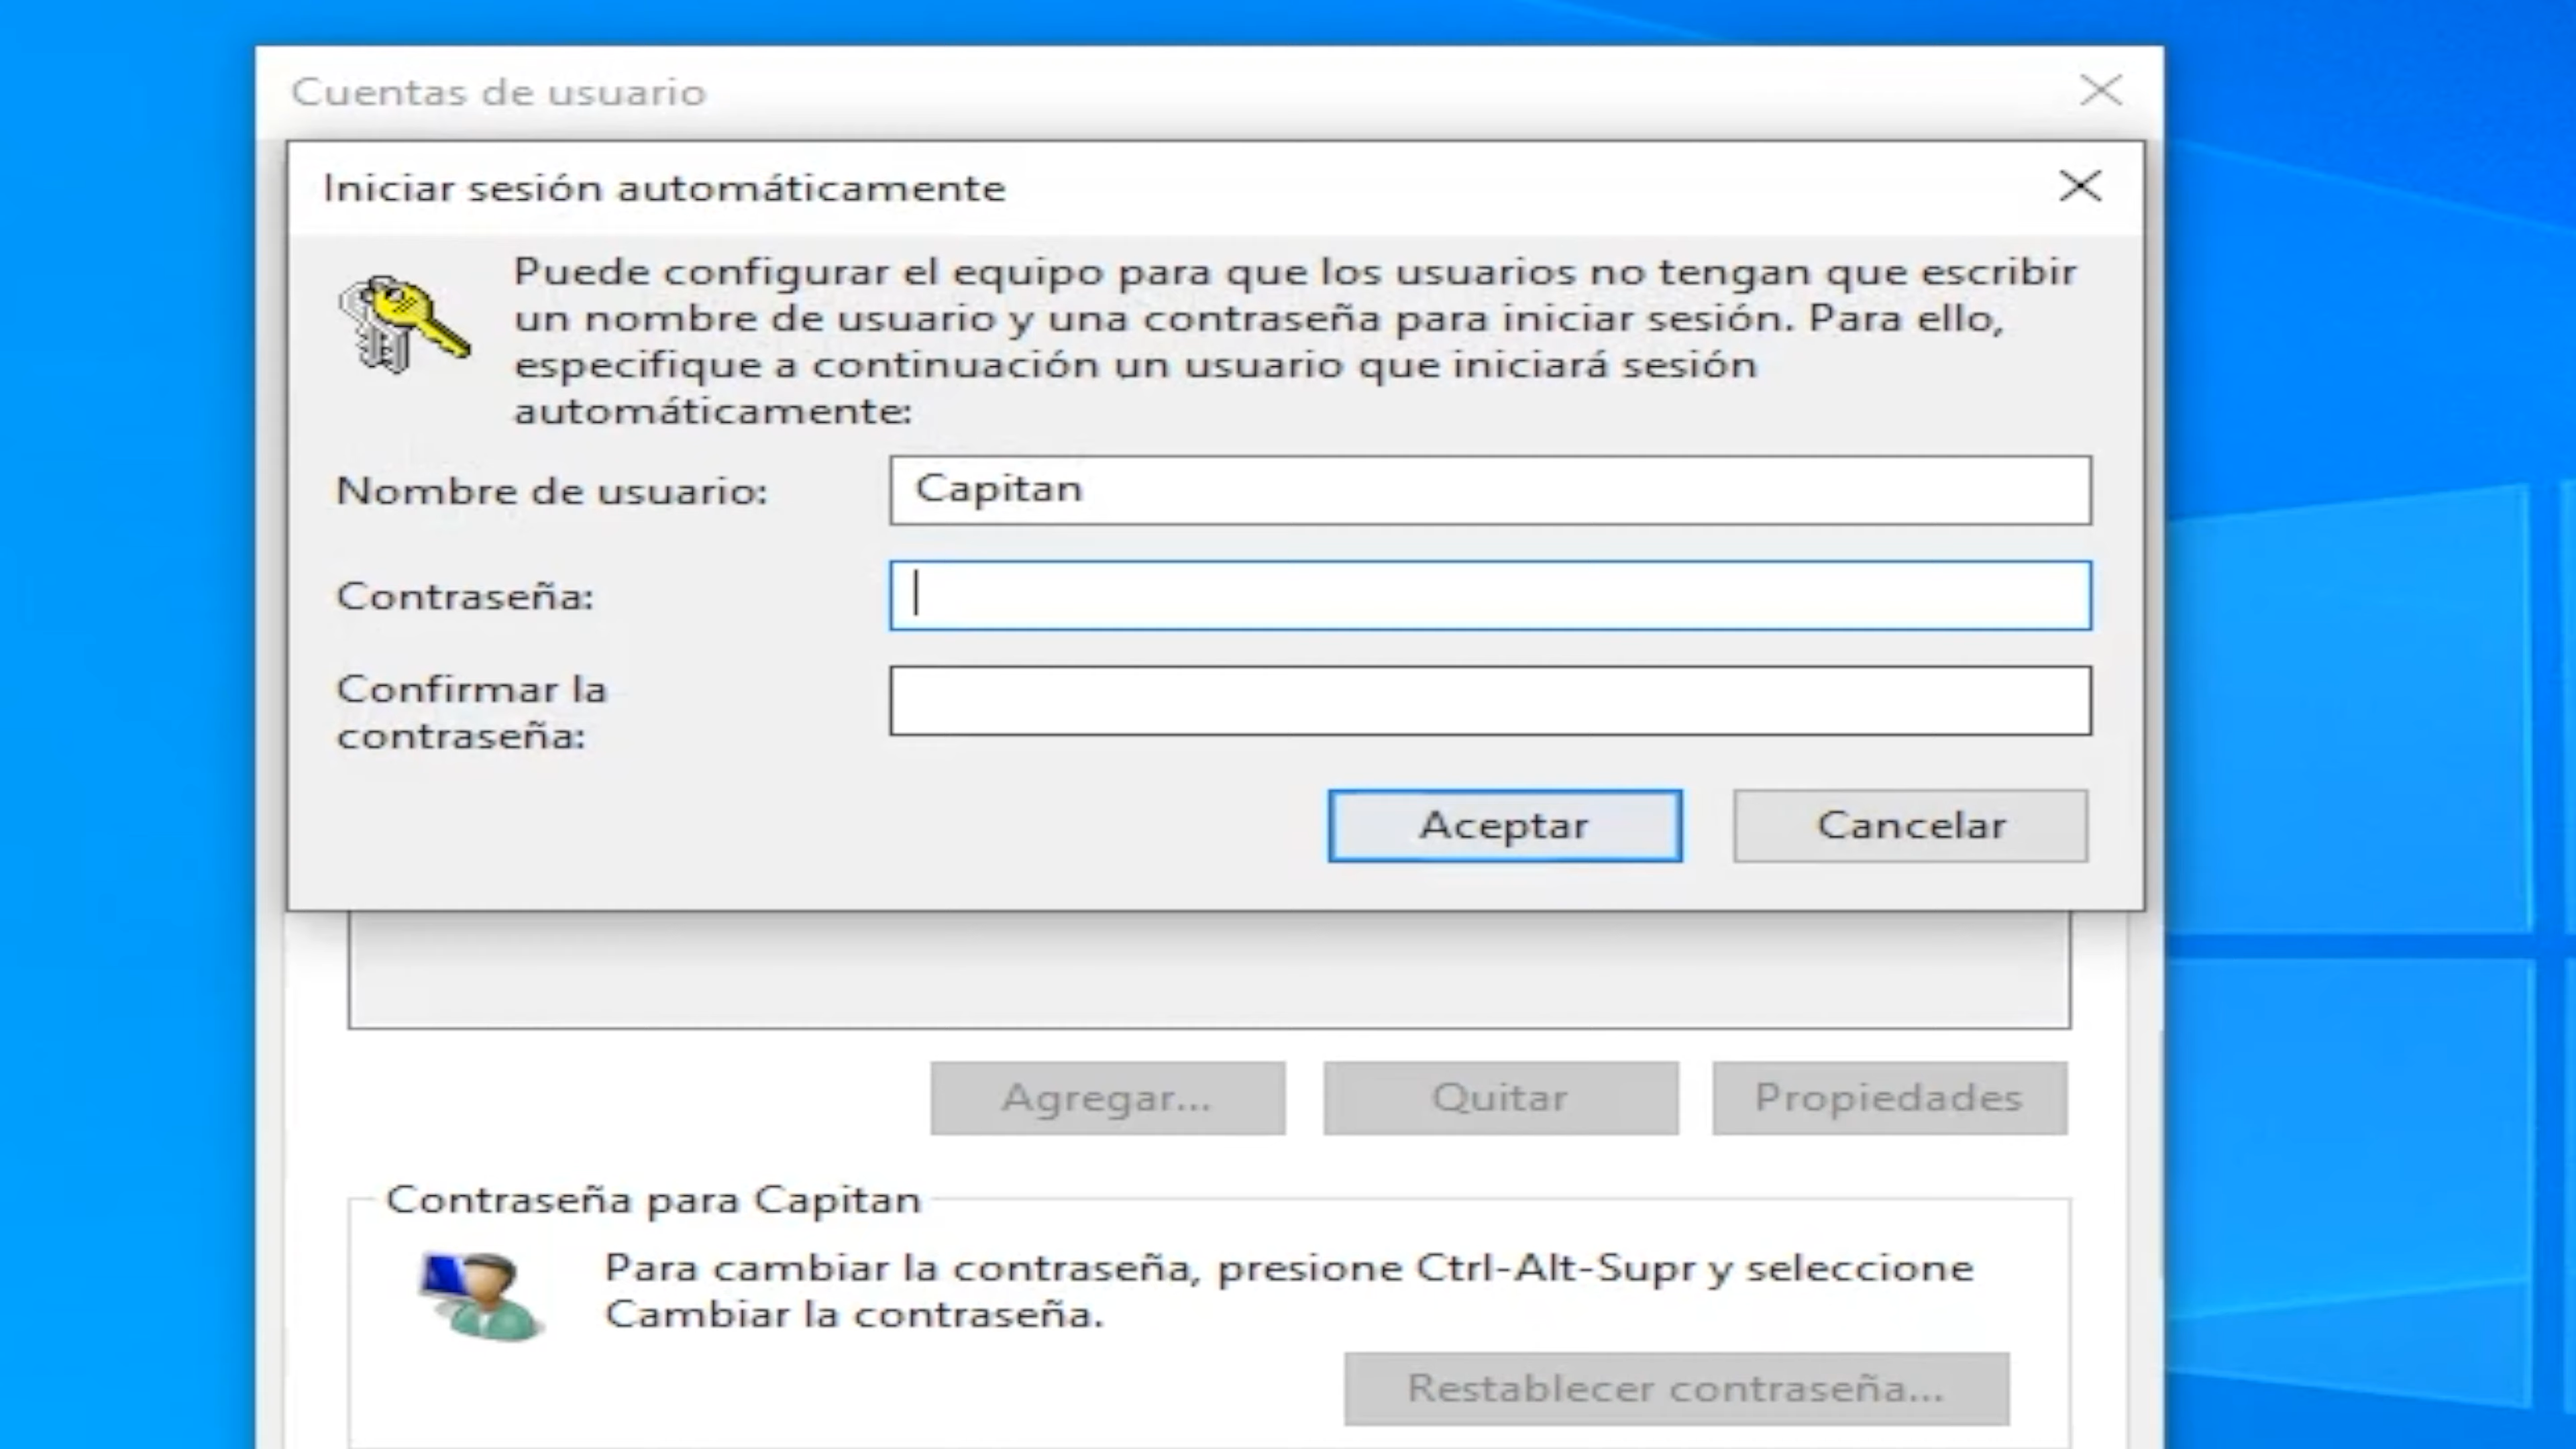 Cuentas de usuario
Iniciar sesión automáticamente
Puede configurar el equipo para que los usuarios no tengan que escribir
un nombre de usuario y una contraseña para iniciar sesión. Para ello,
especifique a continuación un usuario que iniciará sesión
automáticamente:
Nombre de usuario:
Capitan
Contraseña:
Confirmar la
contraseña:
Aceptar
Cancelar
Agregar...
Quitar
Propiedades
Contraseña para Capitan
Para cambiar la contraseña, presione Ctrl-Alt-Supr y seleccione
Cambiar la contraseña.
Restablecer contraseña...